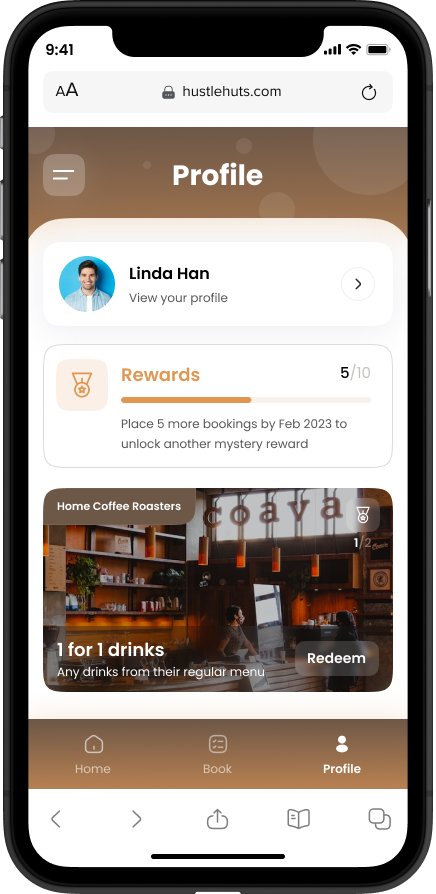 9:41
AA
hustlehuts.com
Profile
Linda Han
View your profile
Rewards
5/10
Place 5 more bookings by Feb 2023 to
unlock another mystery reward
Home Coffee Roasters
coava
1/2
1 for 1 drinks
Any drinks from their regular menu
Redeem
Home
Book
Profile